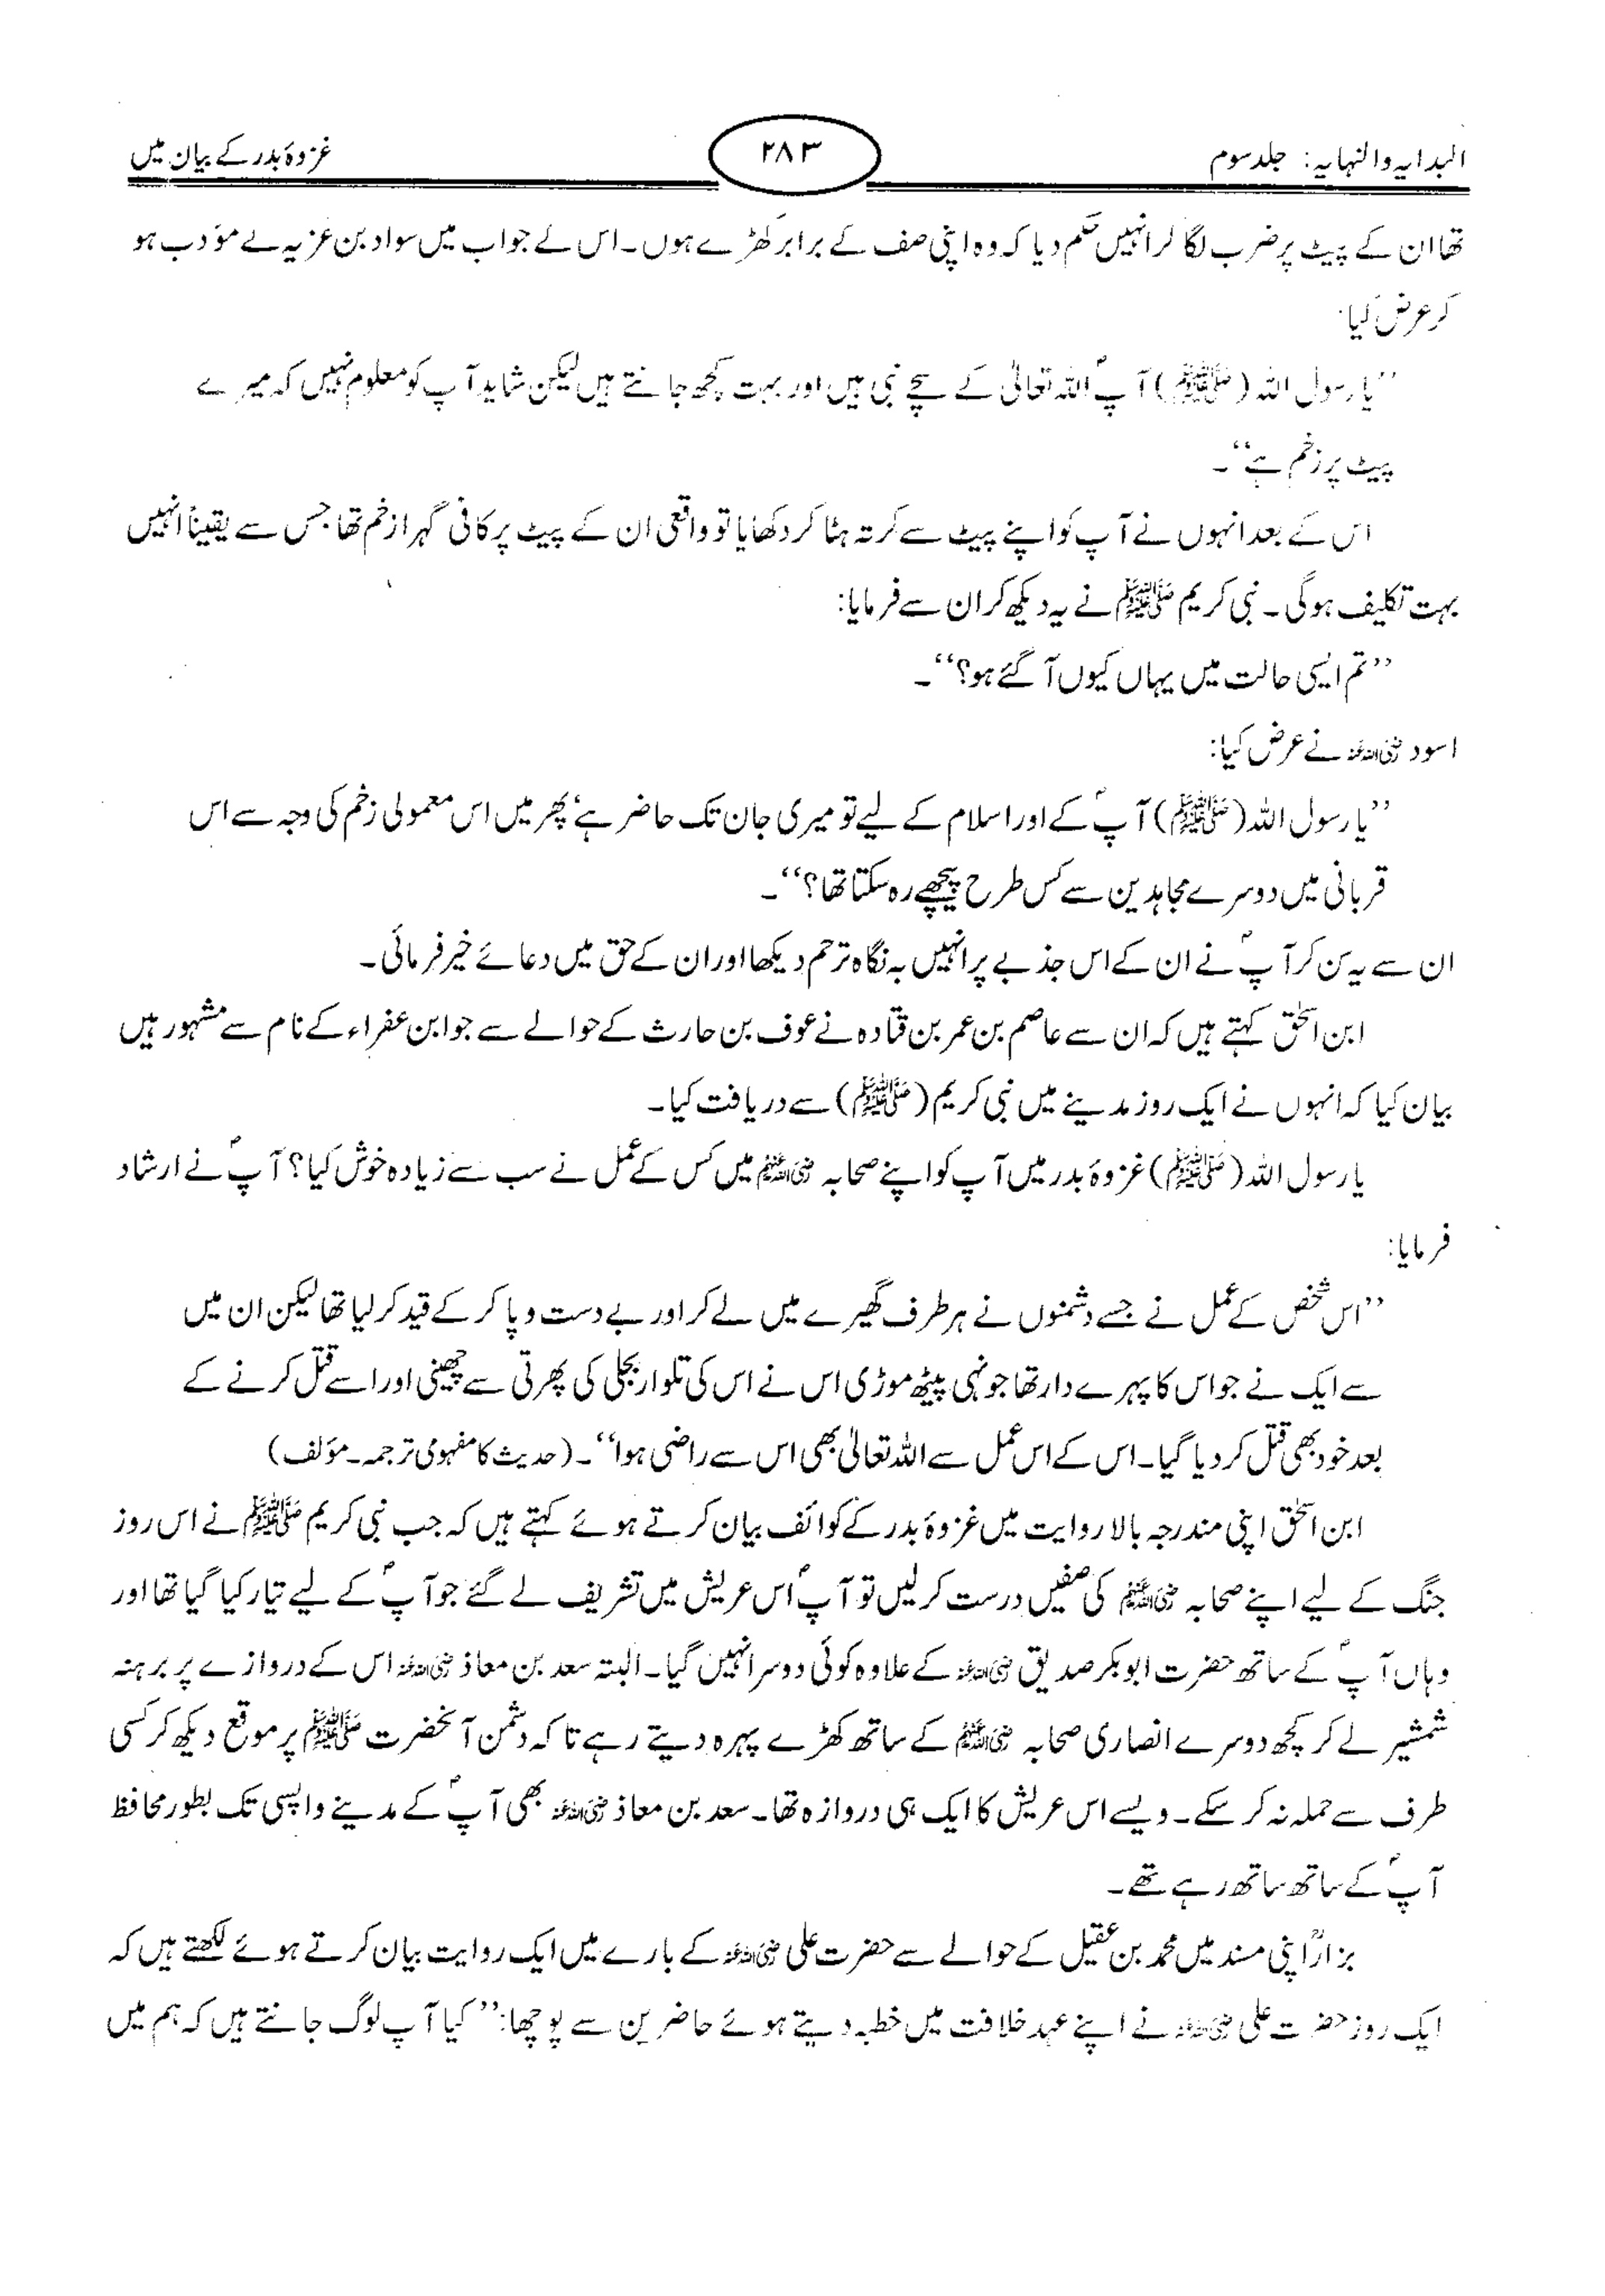 البدایہ والنہایہ: جلد سوم
۲۸۳
غزوۂ بدر کے بیان میں
تھا ان کے پیٹ پر ضرب لگا کر انہیں حکم دیا کہ وہ اپنی صف کے برابر کھڑے ہوں۔ اس کے جواب میں سواد بن غزیہ نے مؤدب ہو
کر عرض کیا:
’’یا رسول اللہ (ﷺ) آپؐ اللہ تعالیٰ کے سچے نبی ہیں اور بہت کچھ جانتے ہیں لیکن شاید آپ کو معلوم نہیں کہ میرے
پیٹ پر زخم ہے‘‘۔
اس کے بعد انہوں نے آپ کو اپنے پیٹ سے کرتہ ہٹا کر دکھایا تو واقعی ان کے پیٹ پر کافی گہرا زخم تھا جس سے یقیناً انہیں
بہت تکلیف ہوگی۔ نبی کریم ﷺ نے یہ دیکھ کر ان سے فرمایا:
’’تم ایسی حالت میں یہاں کیوں آ گئے ہو؟‘‘۔
اسود رضی اللہ عنہ نے عرض کیا:
’’یا رسول اللہ (ﷺ) آپؐ کے اور اسلام کے لیے تو میری جان تک حاضر ہے‘ پھر میں اس معمولی زخم کی وجہ سے اس
قربانی میں دوسرے مجاہدین سے کس طرح پیچھے رہ سکتا تھا؟‘‘۔
ان سے یہ سن کر آپؐ نے ان کے اس جذبے پر انہیں بہ نگاہ ترحم دیکھا اور ان کے حق میں دعائے خیر فرمائی۔
ابن اسحٰق کہتے ہیں کہ ان سے عاصم بن عمر بن قتادہ نے عوف بن حارث کے حوالے سے جو ابن عفراء کے نام سے مشہور ہیں
بیان کیا کہ انہوں نے ایک روز مدینے میں نبی کریم (ﷺ) سے دریافت کیا۔
یا رسول اللہ (ﷺ) غزوۂ بدر میں آپ کو اپنے صحابہ رضی اللہ عنہم میں کس کے عمل نے سب سے زیادہ خوش کیا؟ آپؐ نے ارشاد
فرمایا:
’’اس شخص کے عمل نے جسے دشمنوں نے ہر طرف گھیرے میں لے کر اور بے دست و پا کر کے قید کر لیا تھا لیکن ان میں
سے ایک نے جو اس کا پہرے دار تھا جونہی پیٹھ موڑی اس نے اس کی تلوار بجلی کی پھرتی سے چھینی اور اسے قتل کرنے کے
بعد خود بھی قتل کر دیا گیا۔ اس کے اس عمل سے اللہ تعالیٰ بھی اس سے راضی ہوا‘‘۔ (حدیث کا مفہومی ترجمہ۔ مؤلف)
ابن اسحٰق اپنی مندرجہ بالا روایت میں غزوۂ بدر کے کوائف بیان کرتے ہوئے کہتے ہیں کہ جب نبی کریم ﷺ نے اس روز
جنگ کے لیے اپنے صحابہ رضی اللہ عنہم کی صفیں درست کر لیں تو آپؐ اس عریش میں تشریف لے گئے جو آپؐ کے لیے تیار کیا گیا تھا اور
وہاں آپؐ کے ساتھ حضرت ابوبکر صدیق رضی اللہ عنہ کے علاوہ کوئی دوسرا نہیں گیا۔ البتہ سعد بن معاذ رضی اللہ عنہ اس کے دروازے پر برہنہ
شمشیر لے کر کچھ دوسرے انصاری صحابہ رضی اللہ عنہم کے ساتھ کھڑے پہرہ دیتے رہے تاکہ دشمن آنحضرت ﷺ پر موقع دیکھ کر کسی
طرف سے حملہ نہ کر سکے۔ ویسے اس عریش کا ایک ہی دروازہ تھا۔ سعد بن معاذ رضی اللہ عنہ بھی آپؐ کے مدینے واپسی تک بطور محافظ
آپؐ کے ساتھ ساتھ رہے تھے۔
بزارؒ اپنی مسند میں محمد بن عقیل کے حوالے سے حضرت علی رضی اللہ عنہ کے بارے میں ایک روایت بیان کرتے ہوئے لکھتے ہیں کہ
ایک روز حضرت علی رضی اللہ عنہ نے اپنے عہد خلافت میں خطبہ دیتے ہوئے حاضرین سے پوچھا: ’’کیا آپ لوگ جانتے ہیں کہ ہم میں